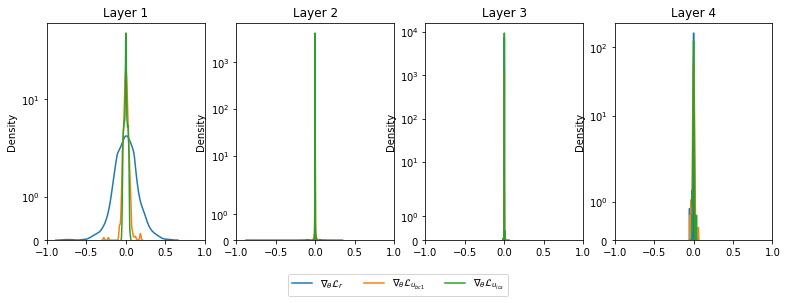 Layer 1 Layer 2 Layer 3 Layer 4
Density Density Density Density
10¹ 10⁰ 0
10³ 10² 10¹ 10⁰ 0
10⁴ 10³ 10² 10¹ 10⁰ 0
10² 10¹ 10⁰ 0
−1.0 −0.5 0.0 0.5 1.0 −1.0 −0.5 0.0 0.5 1.0 −1.0 −0.5 0.0 0.5 1.0 −1.0 −0.5 0.0 0.5 1.0
∇θℒr ∇θℒu_bc1 ∇θℒu_ics